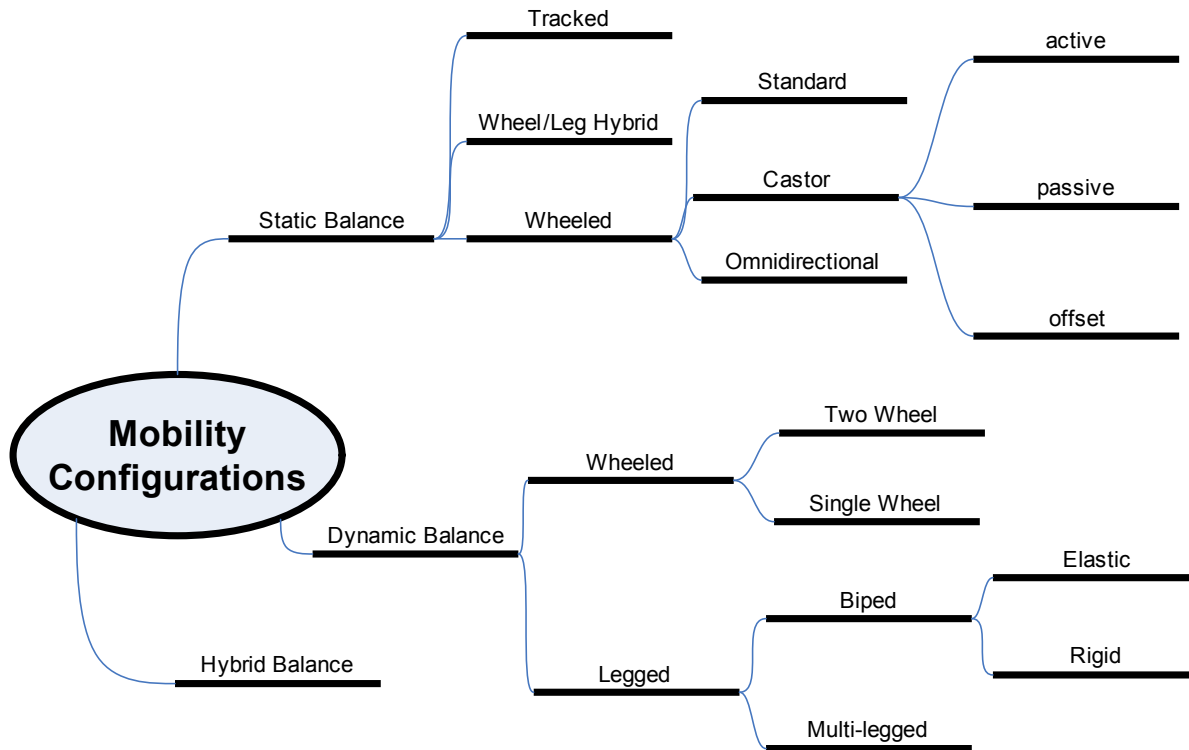 Tracked
active
Standard
Wheel/Leg Hybrid
Castor
passive
Static Balance
Wheeled
Omnidirectional
offset
Mobility
Configurations
Two Wheel
Wheeled
Single Wheel
Dynamic Balance
Elastic
Biped
Hybrid Balance
Legged
Rigid
Multi-legged